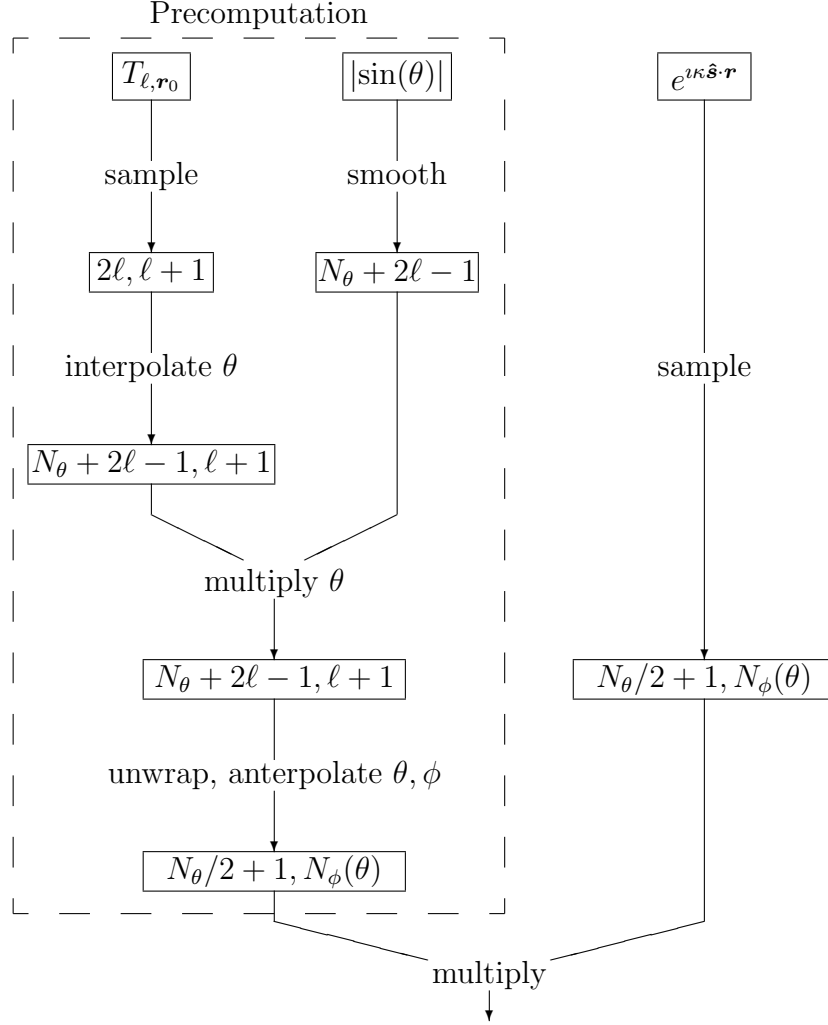 Precomputation
T_{ℓ,r₀} |sin(θ)| e^{ıκŝ·r}
sample smooth
2ℓ, ℓ + 1 N_θ + 2ℓ − 1
interpolate θ sample
N_θ + 2ℓ − 1, ℓ + 1
multiply θ
N_θ + 2ℓ − 1, ℓ + 1 N_θ/2 + 1, N_ϕ(θ)
unwrap, anterpolate θ, ϕ
N_θ/2 + 1, N_ϕ(θ)
multiply